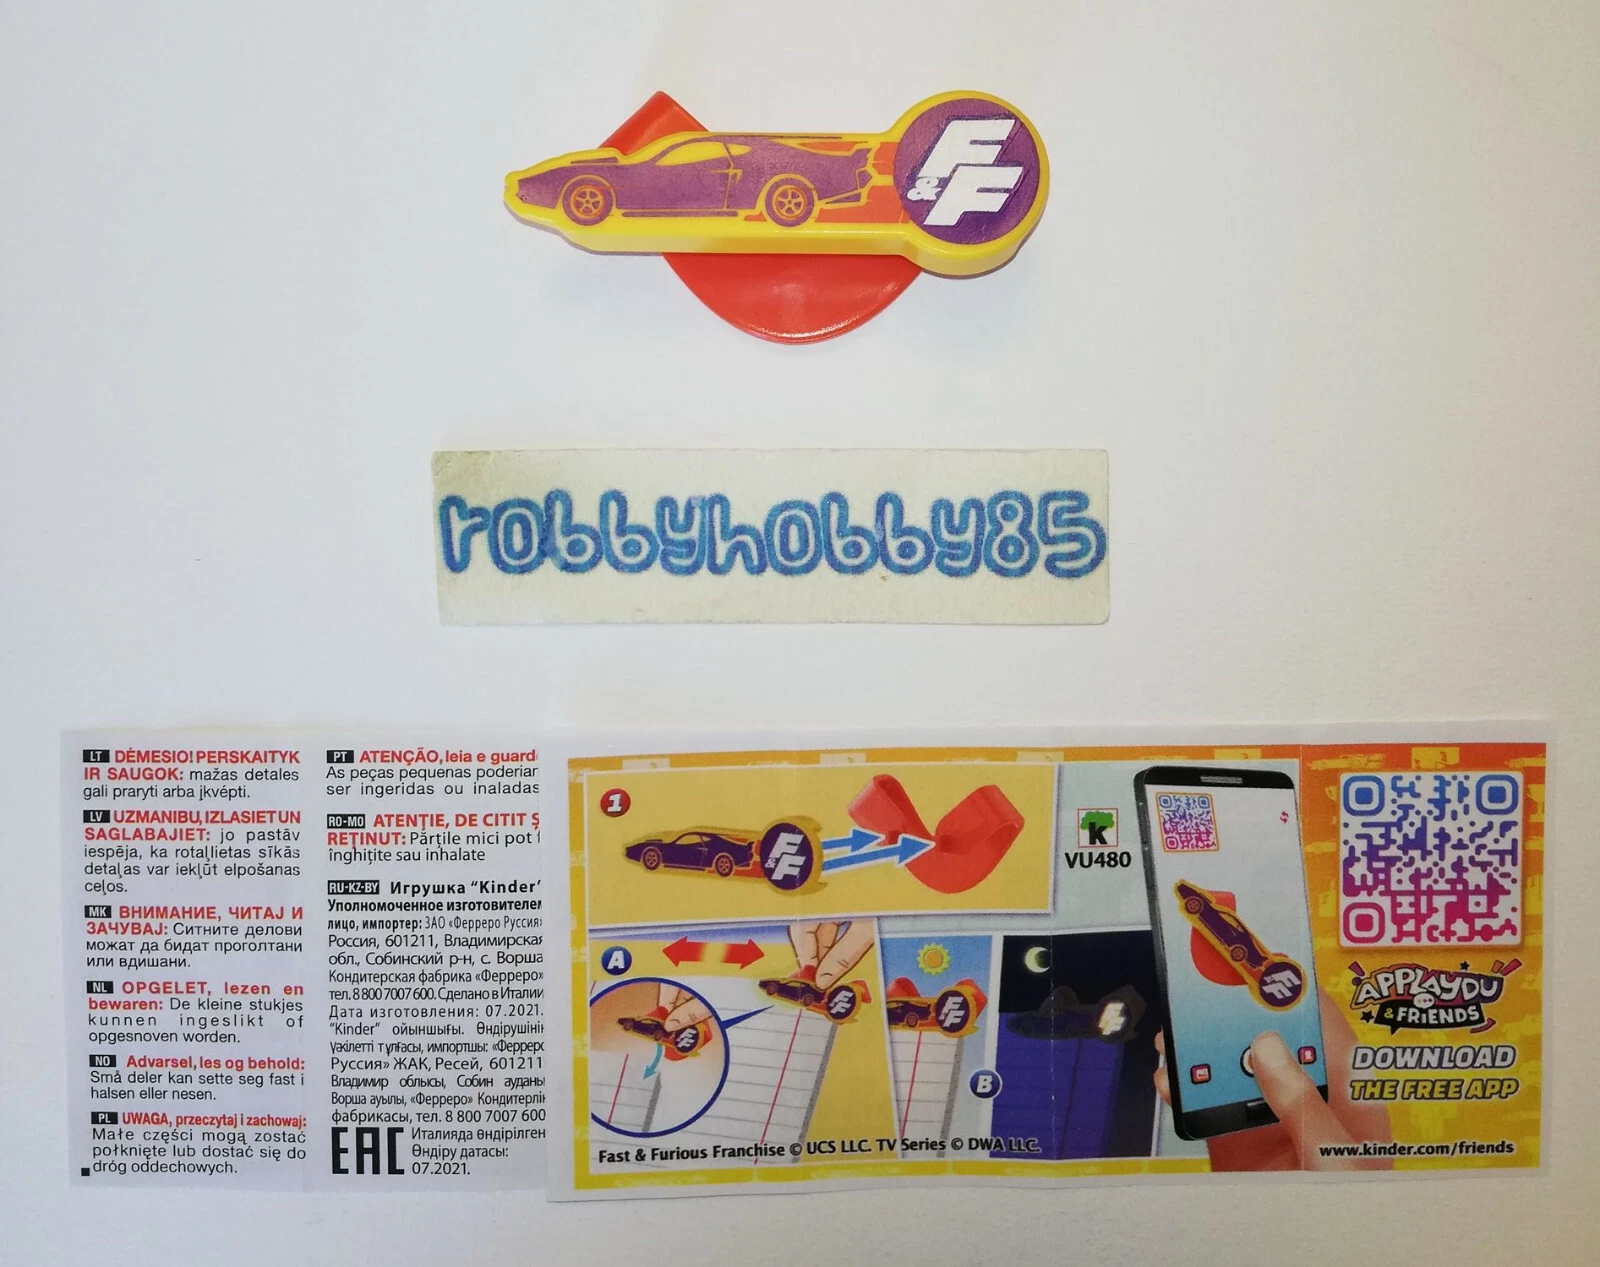 F
&F
robbyhobby85
LT DĖMESIO! PERSKAITYK
IR SAUGOK: mažas detales
gali praryti arba įkvėpti.
LV UZMANIBU, IZLASIET UN
SAGLABAJIET: jo pastāv
iespēja, ka rotaļlietas sīkās
detaļas var iekļūt elpošanas
ceļos.
MK ВНИМАНИЕ, ЧИТАЈ И
ЗАЧУВАЈ: Ситните делови
можат да бидат проголтани
или вдишани.
NL OPGELET, lezen en
bewaren: De kleine stukjes
kunnen ingeslikt of
opgesnoven worden.
NO Advarsel, les og behold:
Små deler kan sette seg fast i
halsen eller nesen.
PL UWAGA, przeczytaj i zachowaj:
Małe części mogą zostać
połknięte lub dostać się do
dróg oddechowych.
PT ATENÇÃO, leia e guarde
As peças pequenas poderian
ser ingeridas ou inaladas
RO-MO ATENȚIE, DE CITIT Ș
REȚINUT: Părțile mici pot f
înghițite sau inhalate
RU-KZ-BY Игрушка "Kinder"
Уполномоченное изготовителем
лицо, импортер: ЗАО «Ферреро Руссия»
Россия, 601211, Владимирская
обл., Собинский р-н, с. Ворша
Кондитерская фабрика «Ферреро»
тел. 8 800 7007 600. Сделано в Италии
Дата изготовления: 07.2021.
"Kinder" ойыншығы. Өндірушінің
уәкілетті тұлғасы, импортшы: «Ферреро
Руссия» ЖАҚ, Ресей, 601211
Владимир облысы, Собин ауданы
Ворша ауылы, «Ферреро» Кондитерлік
фабрикасы, тел. 8 800 7007 600
EAC Италияда өндірілген
Өндіру датасы:
07.2021.
1
F
&F
K
VU480
A
F
&F
F
&F
F
&F
F
&F
B
F
&F
APPLAYDU
& FRIENDS
DOWNLOAD
THE FREE APP
Fast & Furious Franchise © UCS LLC. TV Series © DWA LLC.
www.kinder.com/friends